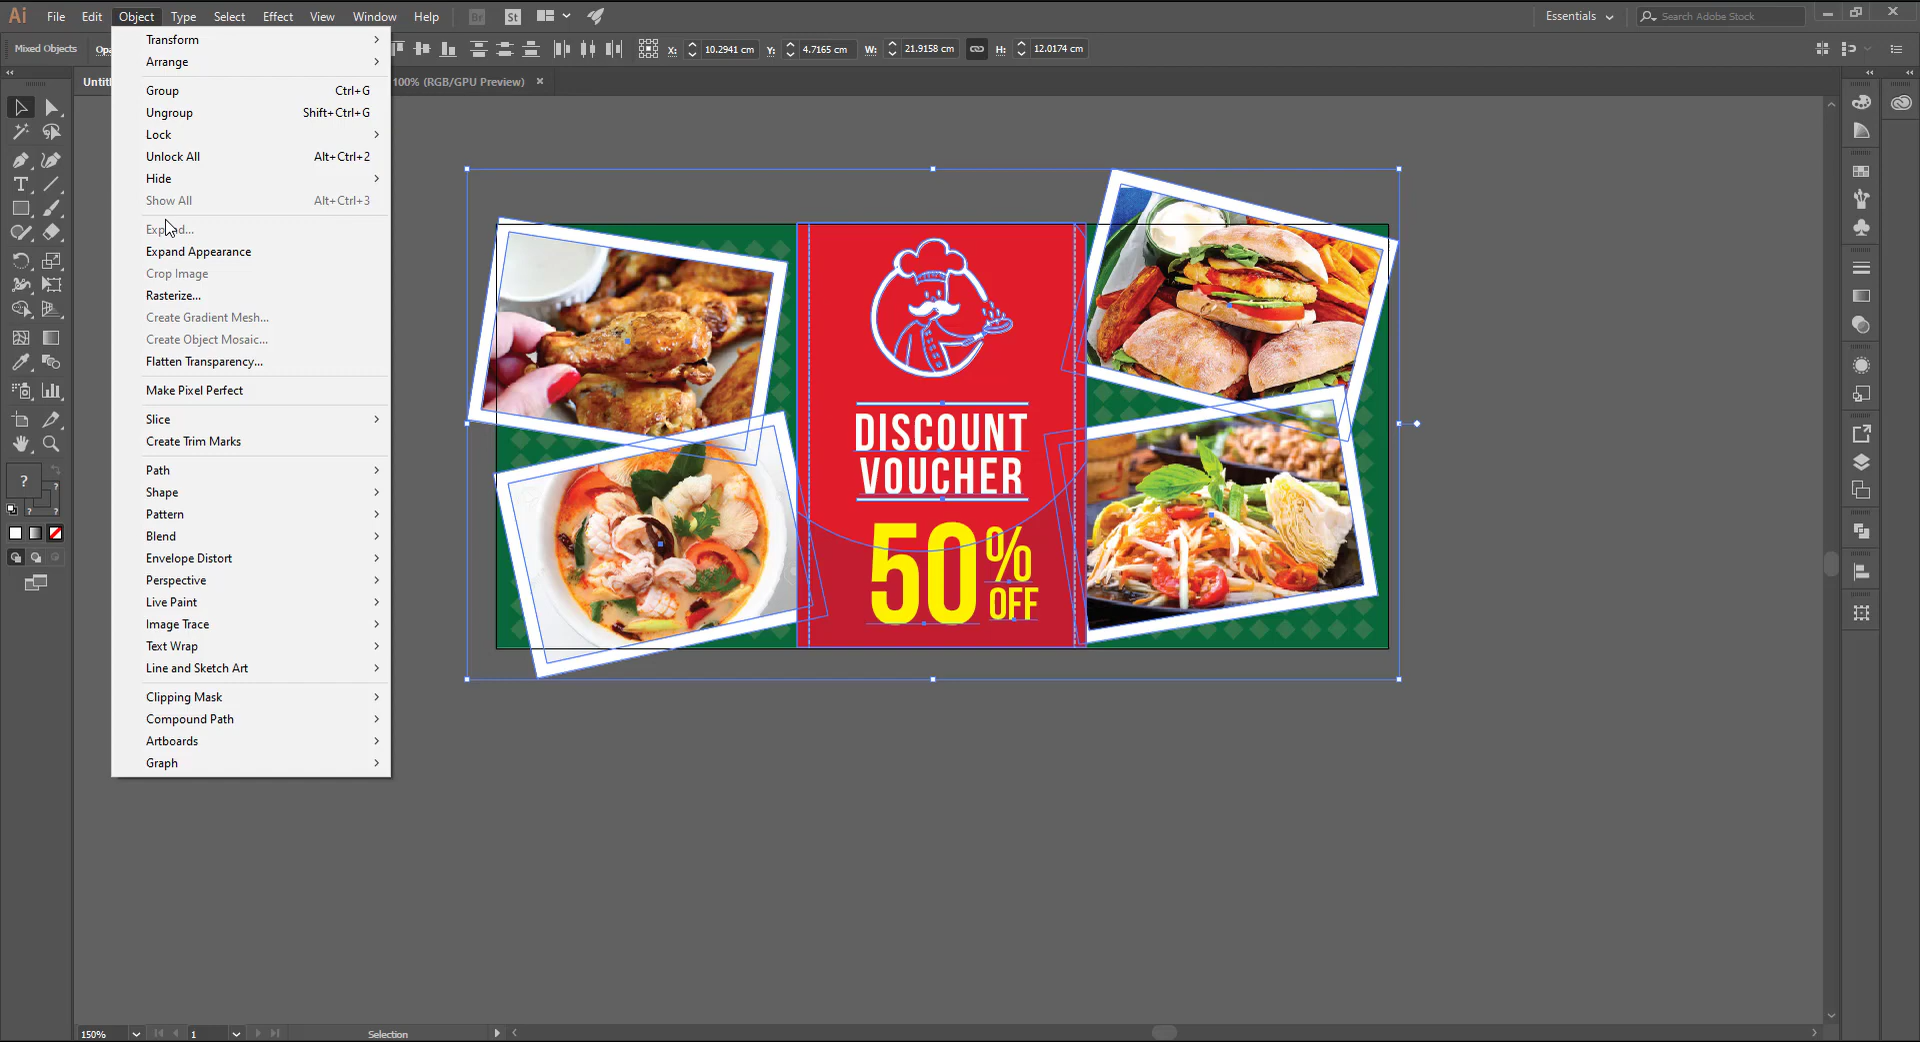 Ai File Edit Object Type Select Effect View Window Help Br St Essentials Search Adobe Stock
Mixed Objects X: 10.2941 cm Y: 4.7165 cm W: 21.9158 cm H: 12.0174 cm
100% (RGB/GPU Preview) ×
Transform
Arrange
Group Ctrl+G
Ungroup Shift+Ctrl+G
Lock
Unlock All Alt+Ctrl+2
Hide
Show All Alt+Ctrl+3
Expand Appearance
Crop Image
Rasterize...
Create Gradient Mesh...
Create Object Mosaic...
Flatten Transparency...
Make Pixel Perfect
Slice
Create Trim Marks
Path
Shape
Pattern
Blend
Envelope Distort
Perspective
Live Paint
Image Trace
Text Wrap
Line and Sketch Art
Clipping Mask
Compound Path
Artboards
Graph
DISCOUNT
VOUCHER
50%
OFF
150% 1 Selection